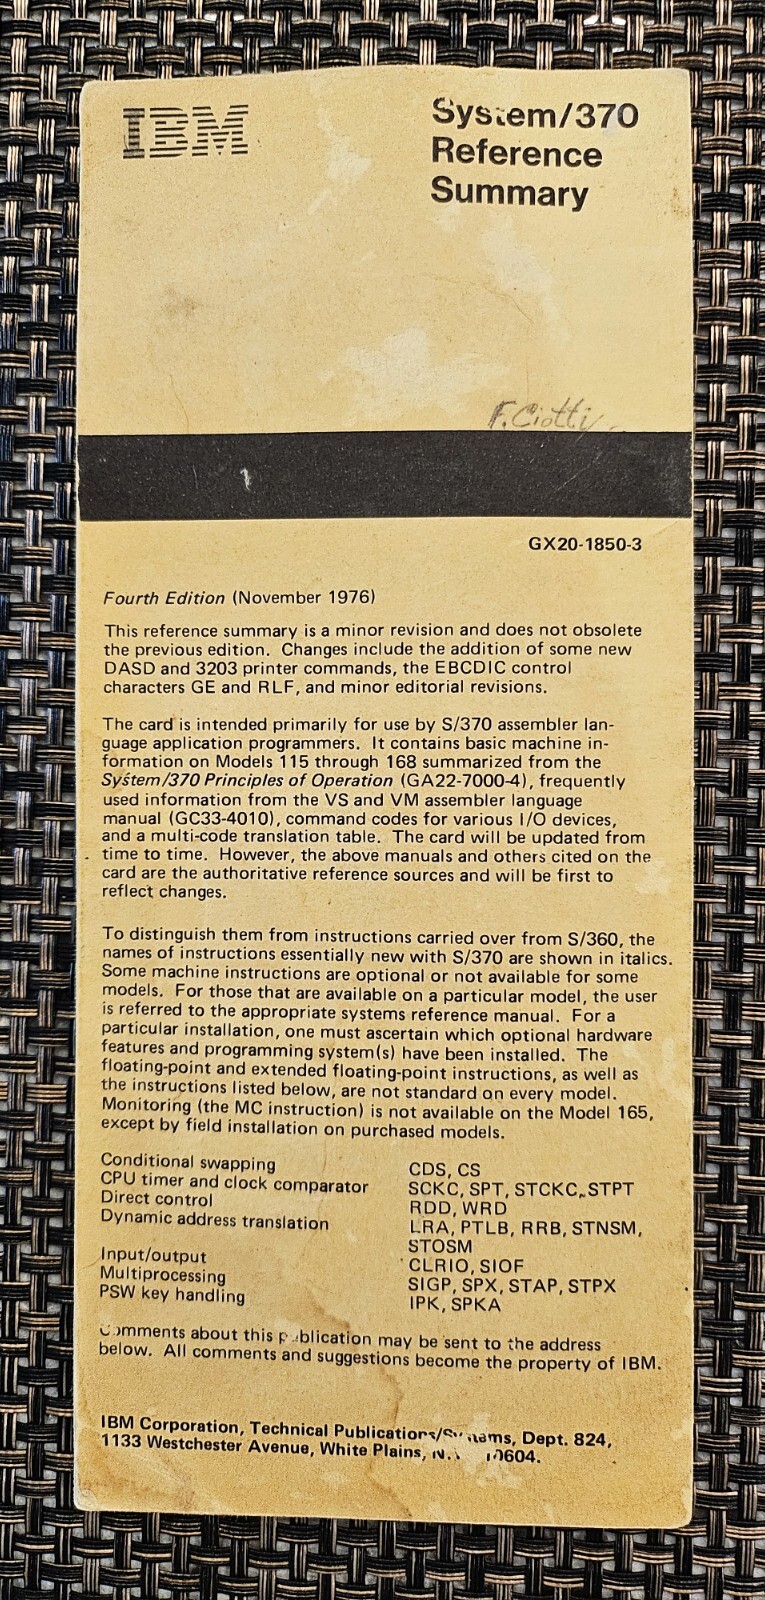 IBM
System/370
Reference
Summary
F. Ciotti
GX20-1850-3
Fourth Edition (November 1976)
This reference summary is a minor revision and does not obsolete
the previous edition. Changes include the addition of some new
DASD and 3203 printer commands, the EBCDIC control
characters GE and RLF, and minor editorial revisions.
The card is intended primarily for use by S/370 assembler lan-
guage application programmers. It contains basic machine in-
formation on Models 115 through 168 summarized from the
System/370 Principles of Operation (GA22-7000-4), frequently
used information from the VS and VM assembler language
manual (GC33-4010), command codes for various I/O devices,
and a multi-code translation table. The card will be updated from
time to time. However, the above manuals and others cited on the
card are the authoritative reference sources and will be first to
reflect changes.
To distinguish them from instructions carried over from S/360, the
names of instructions essentially new with S/370 are shown in italics.
Some machine instructions are optional or not available for some
models. For those that are available on a particular model, the user
is referred to the appropriate systems reference manual. For a
particular installation, one must ascertain which optional hardware
features and programming system(s) have been installed. The
floating-point and extended floating-point instructions, as well as
the instructions listed below, are not standard on every model.
Monitoring (the MC instruction) is not available on the Model 165,
except by field installation on purchased models.
Conditional swapping CDS, CS
CPU timer and clock comparator SCKC, SPT, STCKC, STPT
Direct control RDD, WRD
Dynamic address translation LRA, PTLB, RRB, STNSM,
STOSM
Input/output CLRIO, SIOF
Multiprocessing SIGP, SPX, STAP, STPX
PSW key handling IPK, SPKA
Comments about this publication may be sent to the address
below. All comments and suggestions become the property of IBM.
IBM Corporation, Technical Publications/Systems, Dept. 824,
1133 Westchester Avenue, White Plains, N.Y. 10604.